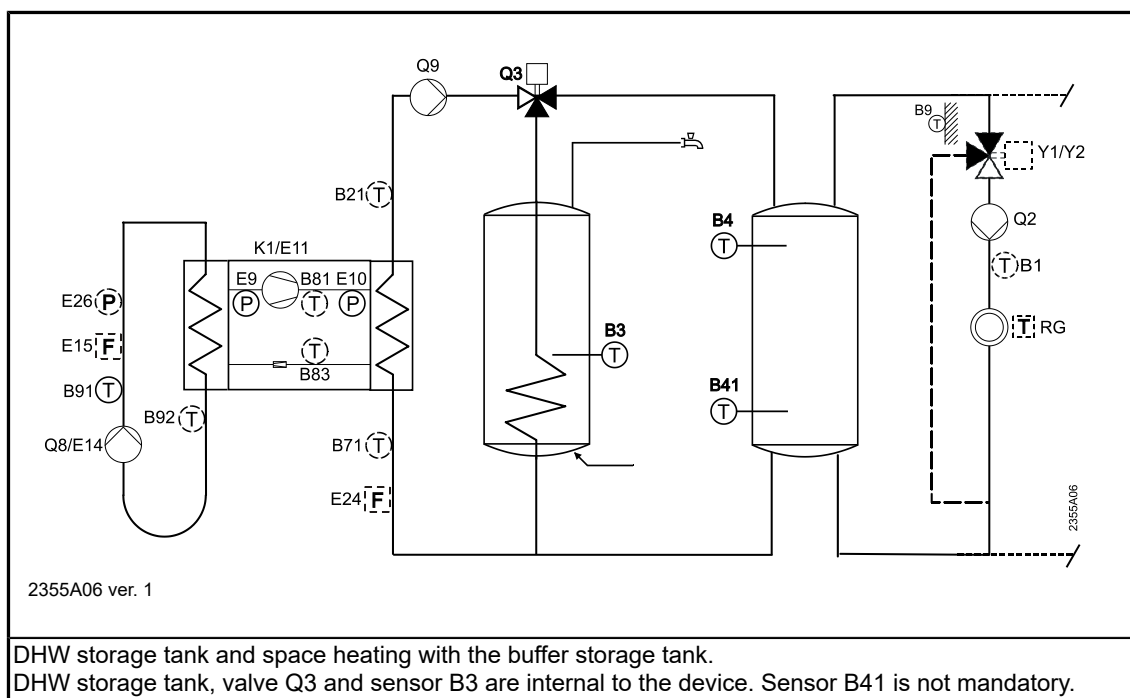 Q9
Q3
B9
T
Y1/Y2
B21 T
B4
T
Q2
K1/E11
T B1
E9 B81 E10
P T P
E26 P
T RG
B3
T
E15 F
T
B83
B91 T
B41
T
B92 T
Q8/E14
B71 T
E24 F
2355A06
2355A06 ver. 1
DHW storage tank and space heating with the buffer storage tank.
DHW storage tank, valve Q3 and sensor B3 are internal to the device. Sensor B41 is not mandatory.